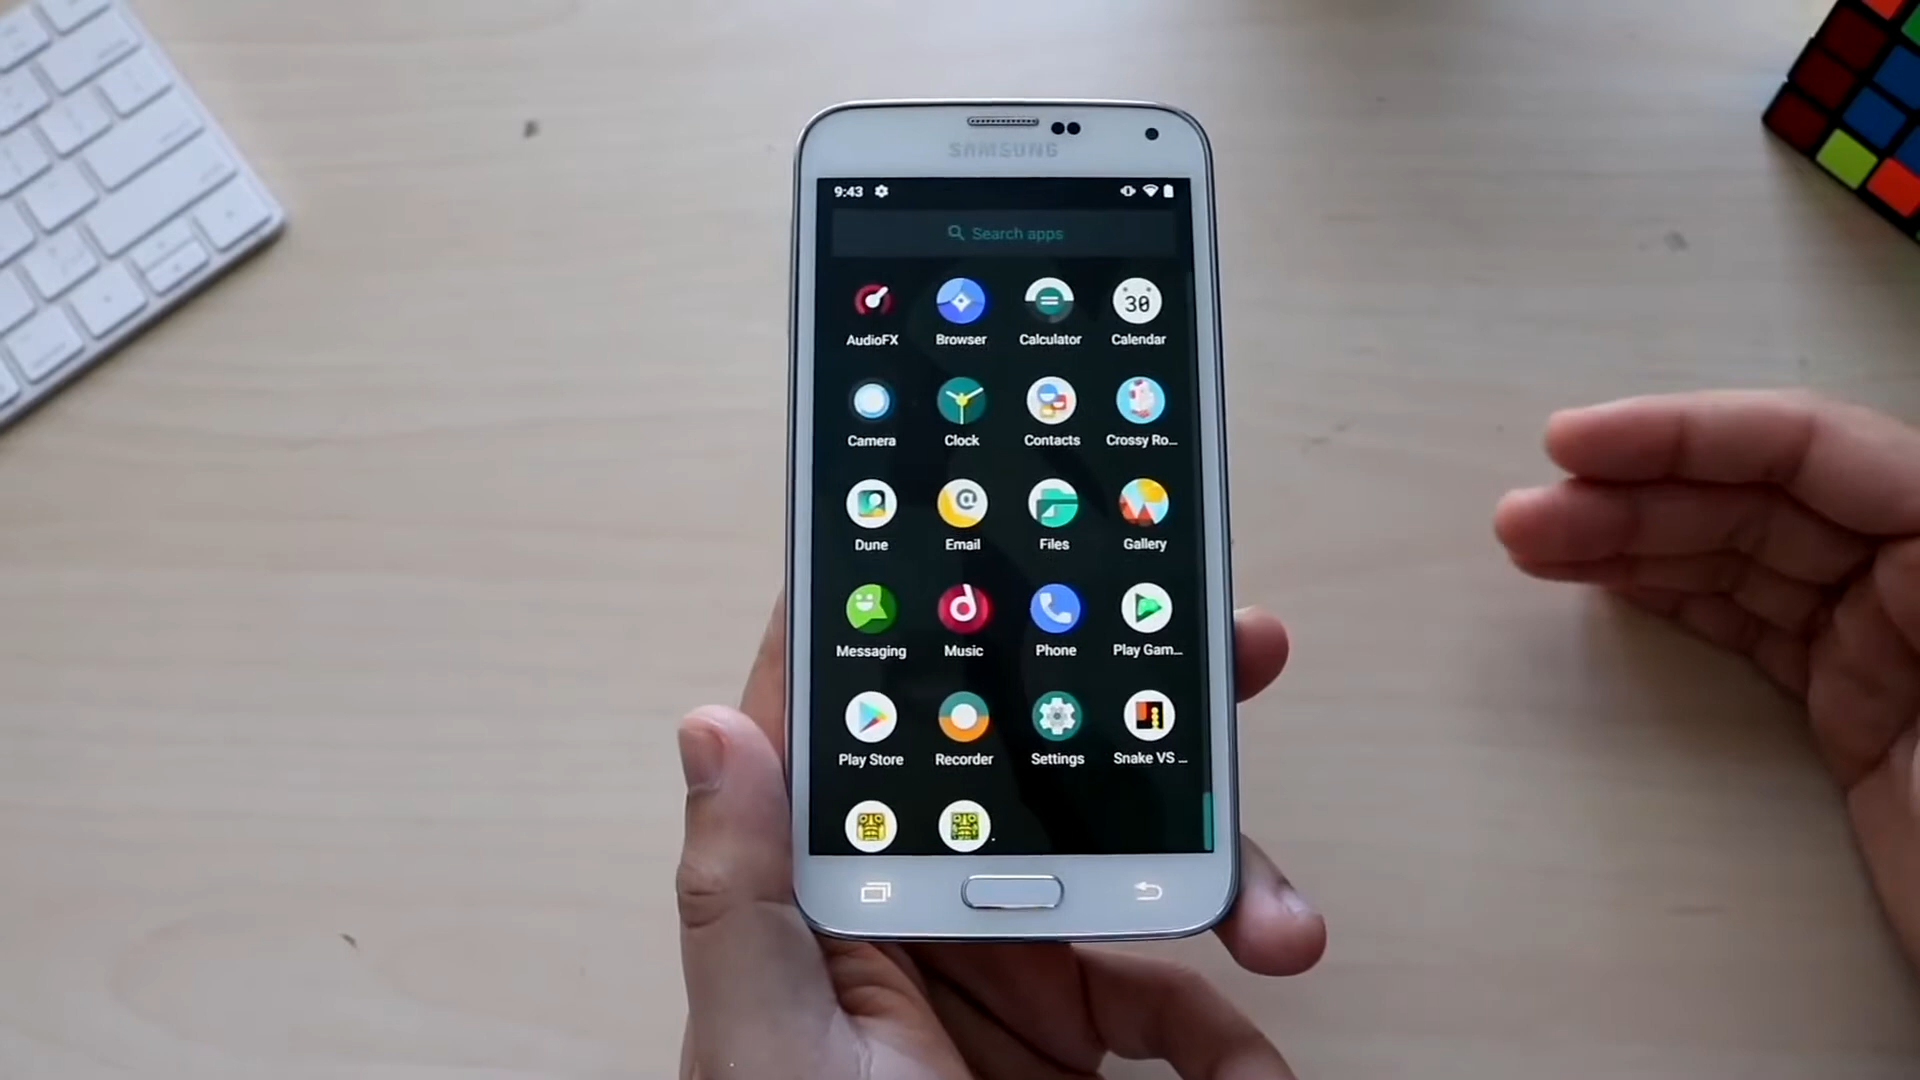 SAMSUNG
9:43
Search apps
AudioFX Browser Calculator 30 Calendar
Camera Clock Contacts Crossy Ro...
Dune Email Files Gallery
Messaging Music Phone Play Gam...
Play Store Recorder Settings Snake VS ...